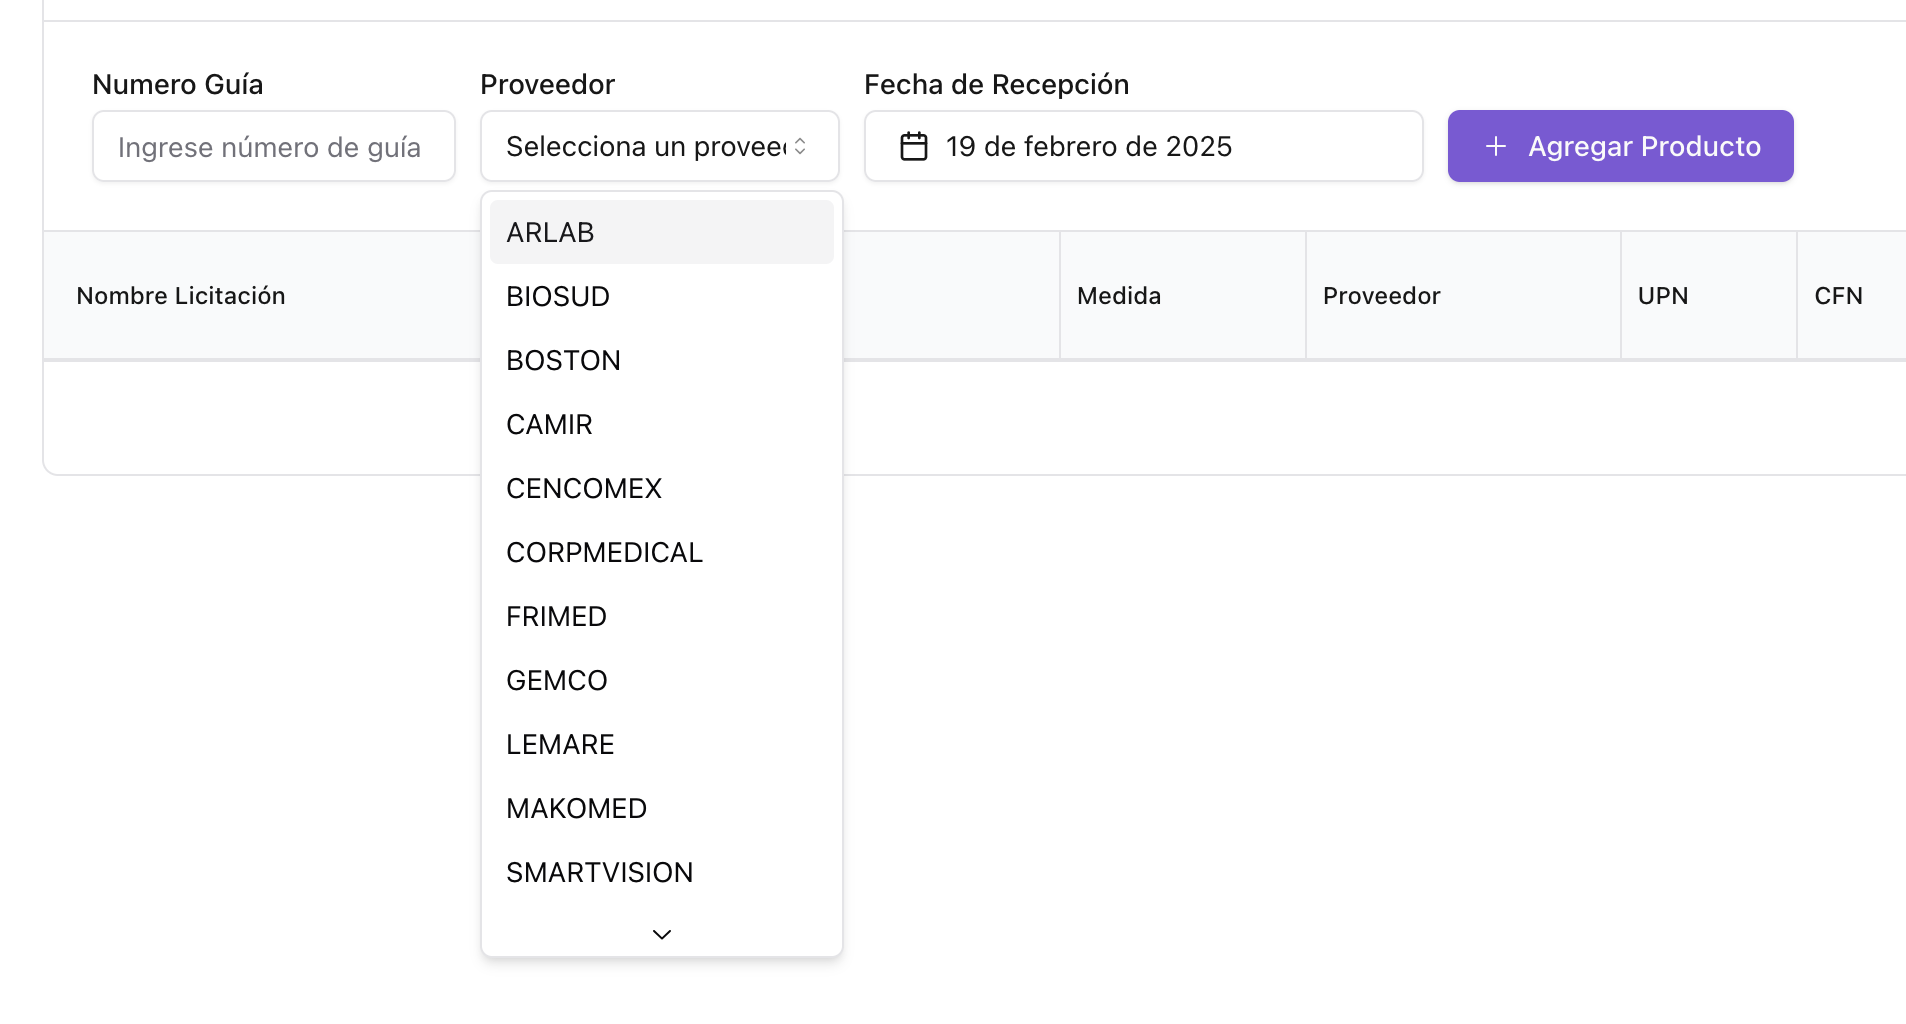 Numero Guía
Proveedor
Fecha de Recepción
Ingrese número de guía
Selecciona un provee
19 de febrero de 2025
+ Agregar Producto
ARLAB
BIOSUD
BOSTON
CAMIR
CENCOMEX
CORPMEDICAL
FRIMED
GEMCO
LEMARE
MAKOMED
SMARTVISION
Nombre Licitación
Medida
Proveedor
UPN
CFN